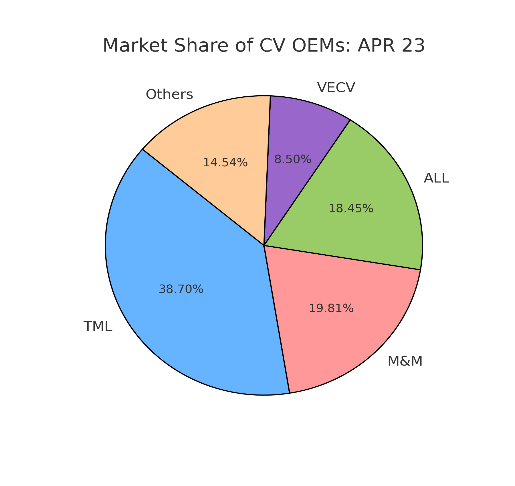 Market Share of CV OEMs: APR 23
VECV
Others
8.50%
14.54%
ALL
18.45%
38.70%
19.81%
TML
M&M